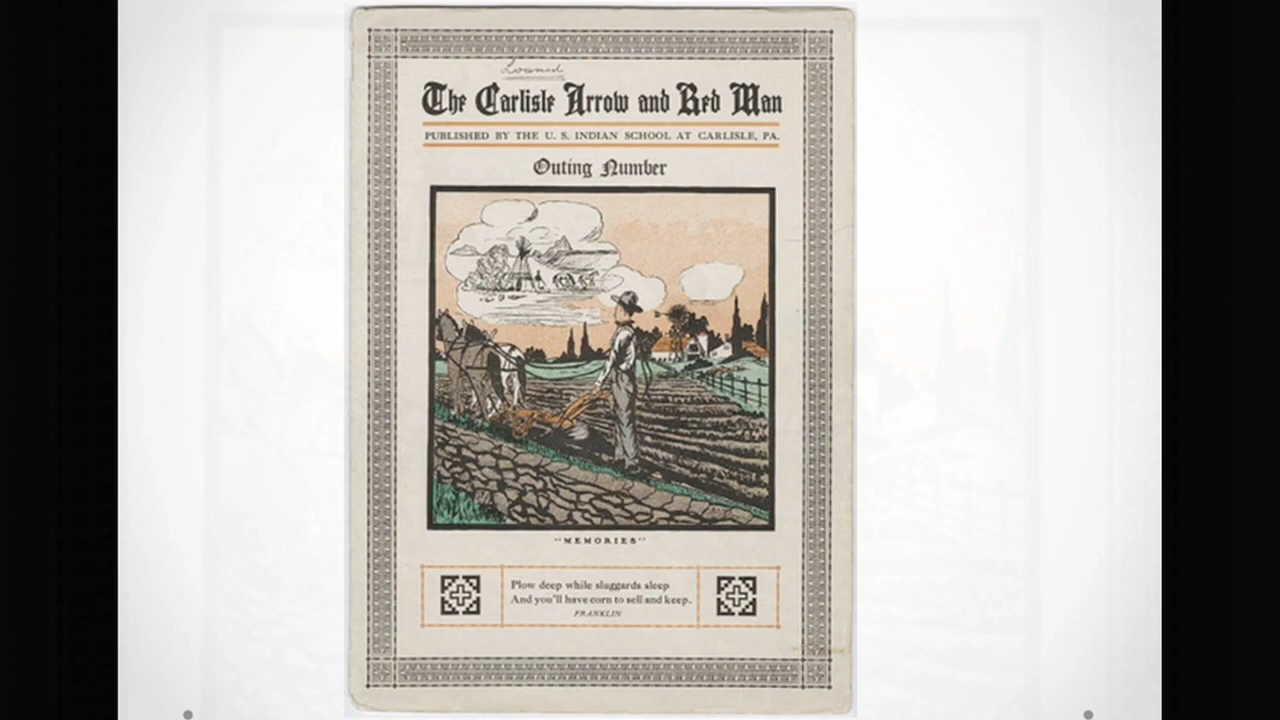 Loaned
The Carlisle Arrow and Red Man
PUBLISHED BY THE U. S. INDIAN SCHOOL AT CARLISLE, PA.
Outing Number
"MEMORIES"
Plow deep while sluggards sleep
And you'll have corn to sell and keep.
FRANKLIN